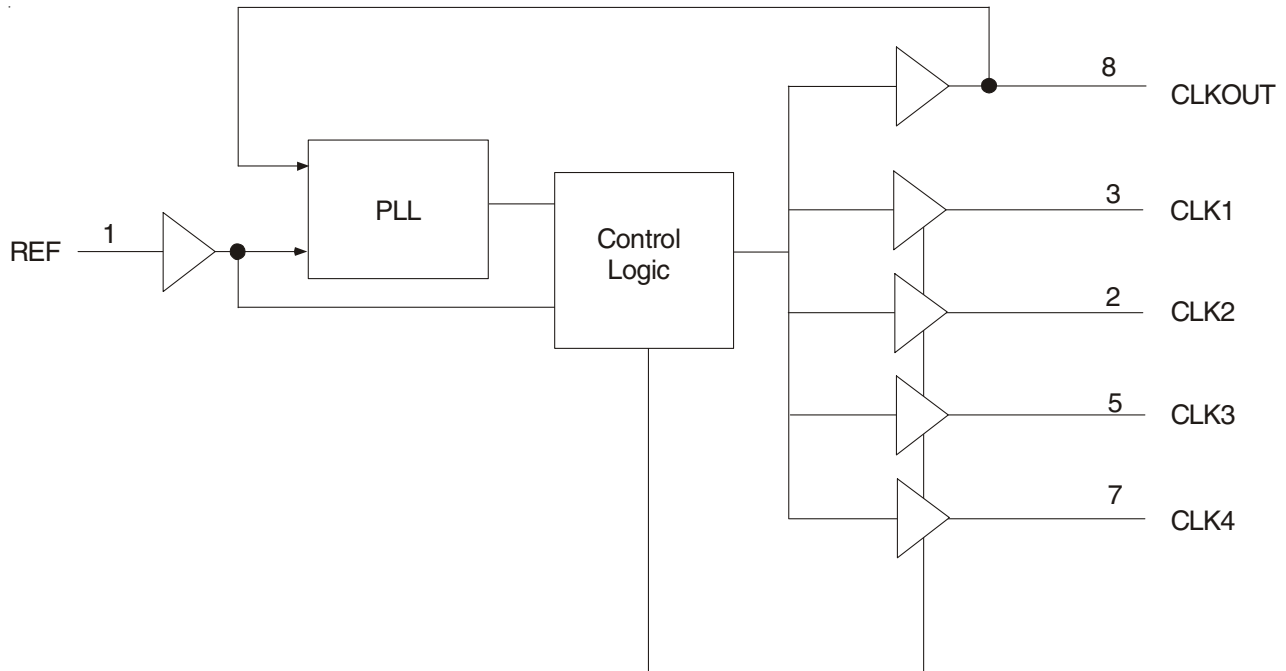 8
CLKOUT
3
CLK1
PLL
1
REF
Control
Logic
2
CLK2
5
CLK3
7
CLK4